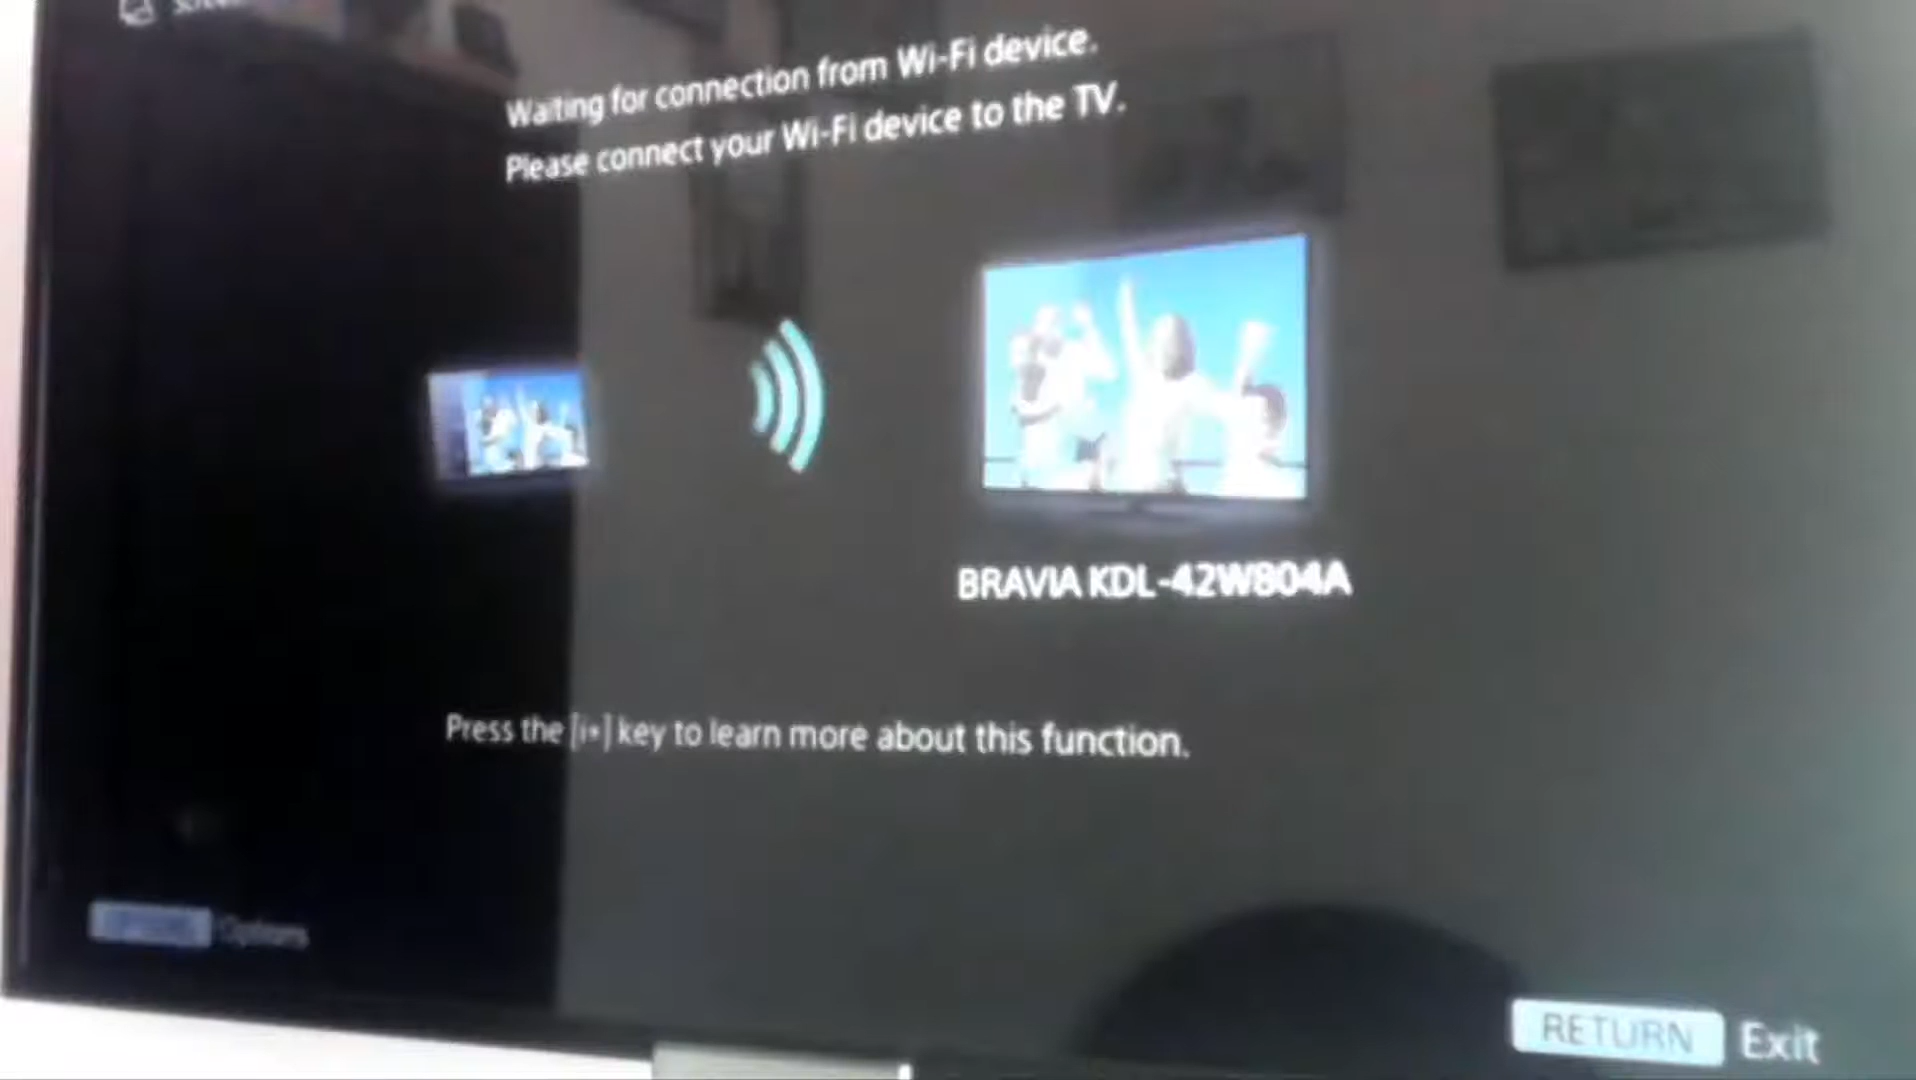 Waiting for connection from Wi-Fi device.
Please connect your Wi-Fi device to the TV.
BRAVIA KDL-42W804A
Press the [i+] key to learn more about this function.
Options
RETURN Exit